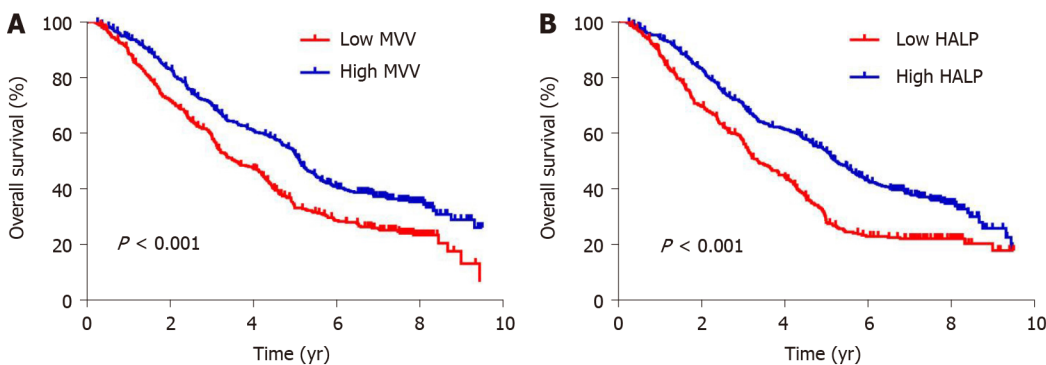 A
Overall survival (%)
100
80
60
40
20
0
Low MVV
High MVV
P < 0.001
0 2 4 6 8 10
Time (yr)
B
Overall survival (%)
100
80
60
40
20
0
Low HALP
High HALP
P < 0.001
0 2 4 6 8 10
Time (yr)